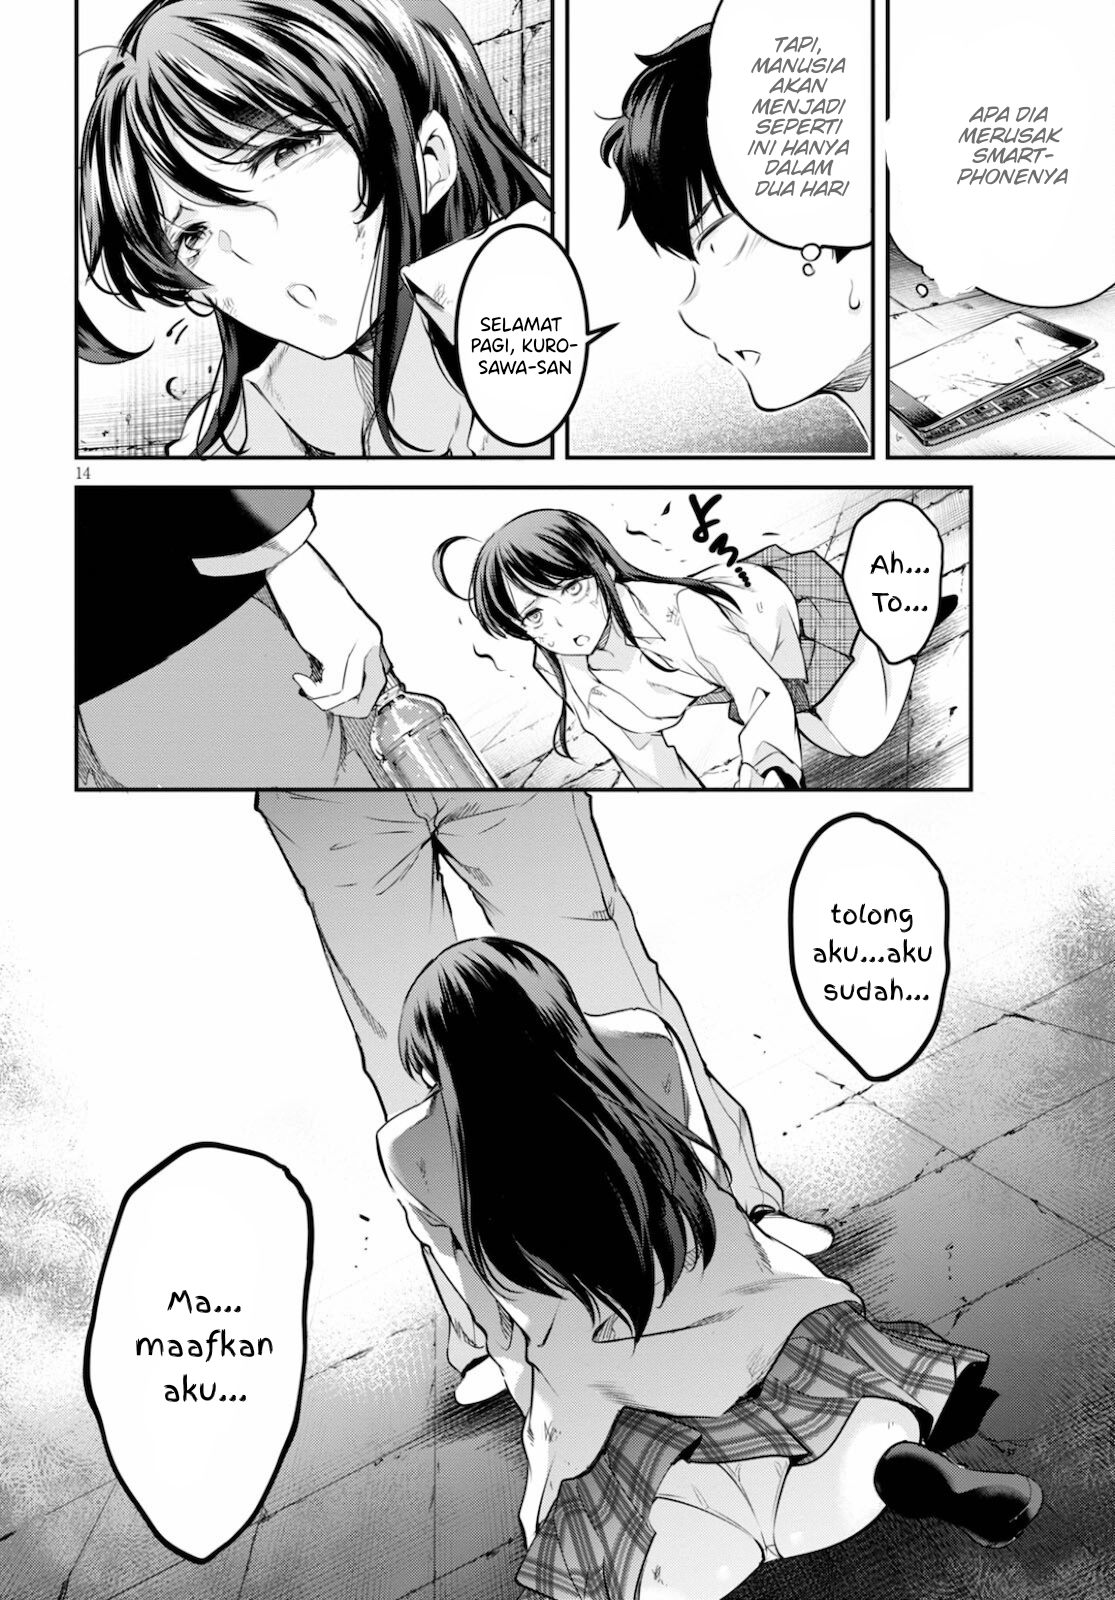 APA DIA
MERUSAK
SMART-
PHONENYA
TAPI,
MANUSIA
AKAN
MENJADI
SEPERTI
INI HANYA
DALAM
DUA HARI
SELAMAT
PAGI, KURO-
SAWA-SAN
14
Ah...
To...
tolong
aku...aku
sudah...
Ma...
maafkan
aku...